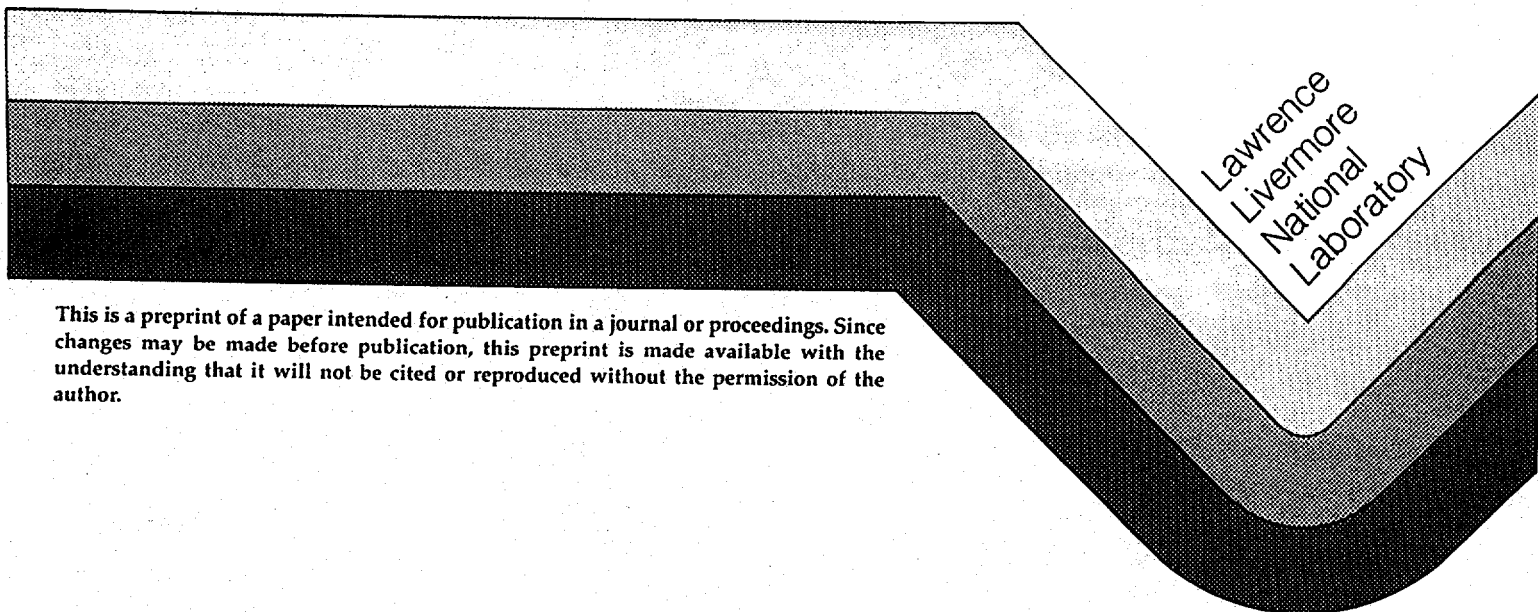 Lawrence
Livermore
National
Laboratory
This is a preprint of a paper intended for publication in a journal or proceedings. Since
changes may be made before publication, this preprint is made available with the
understanding that it will not be cited or reproduced without the permission of the
author.